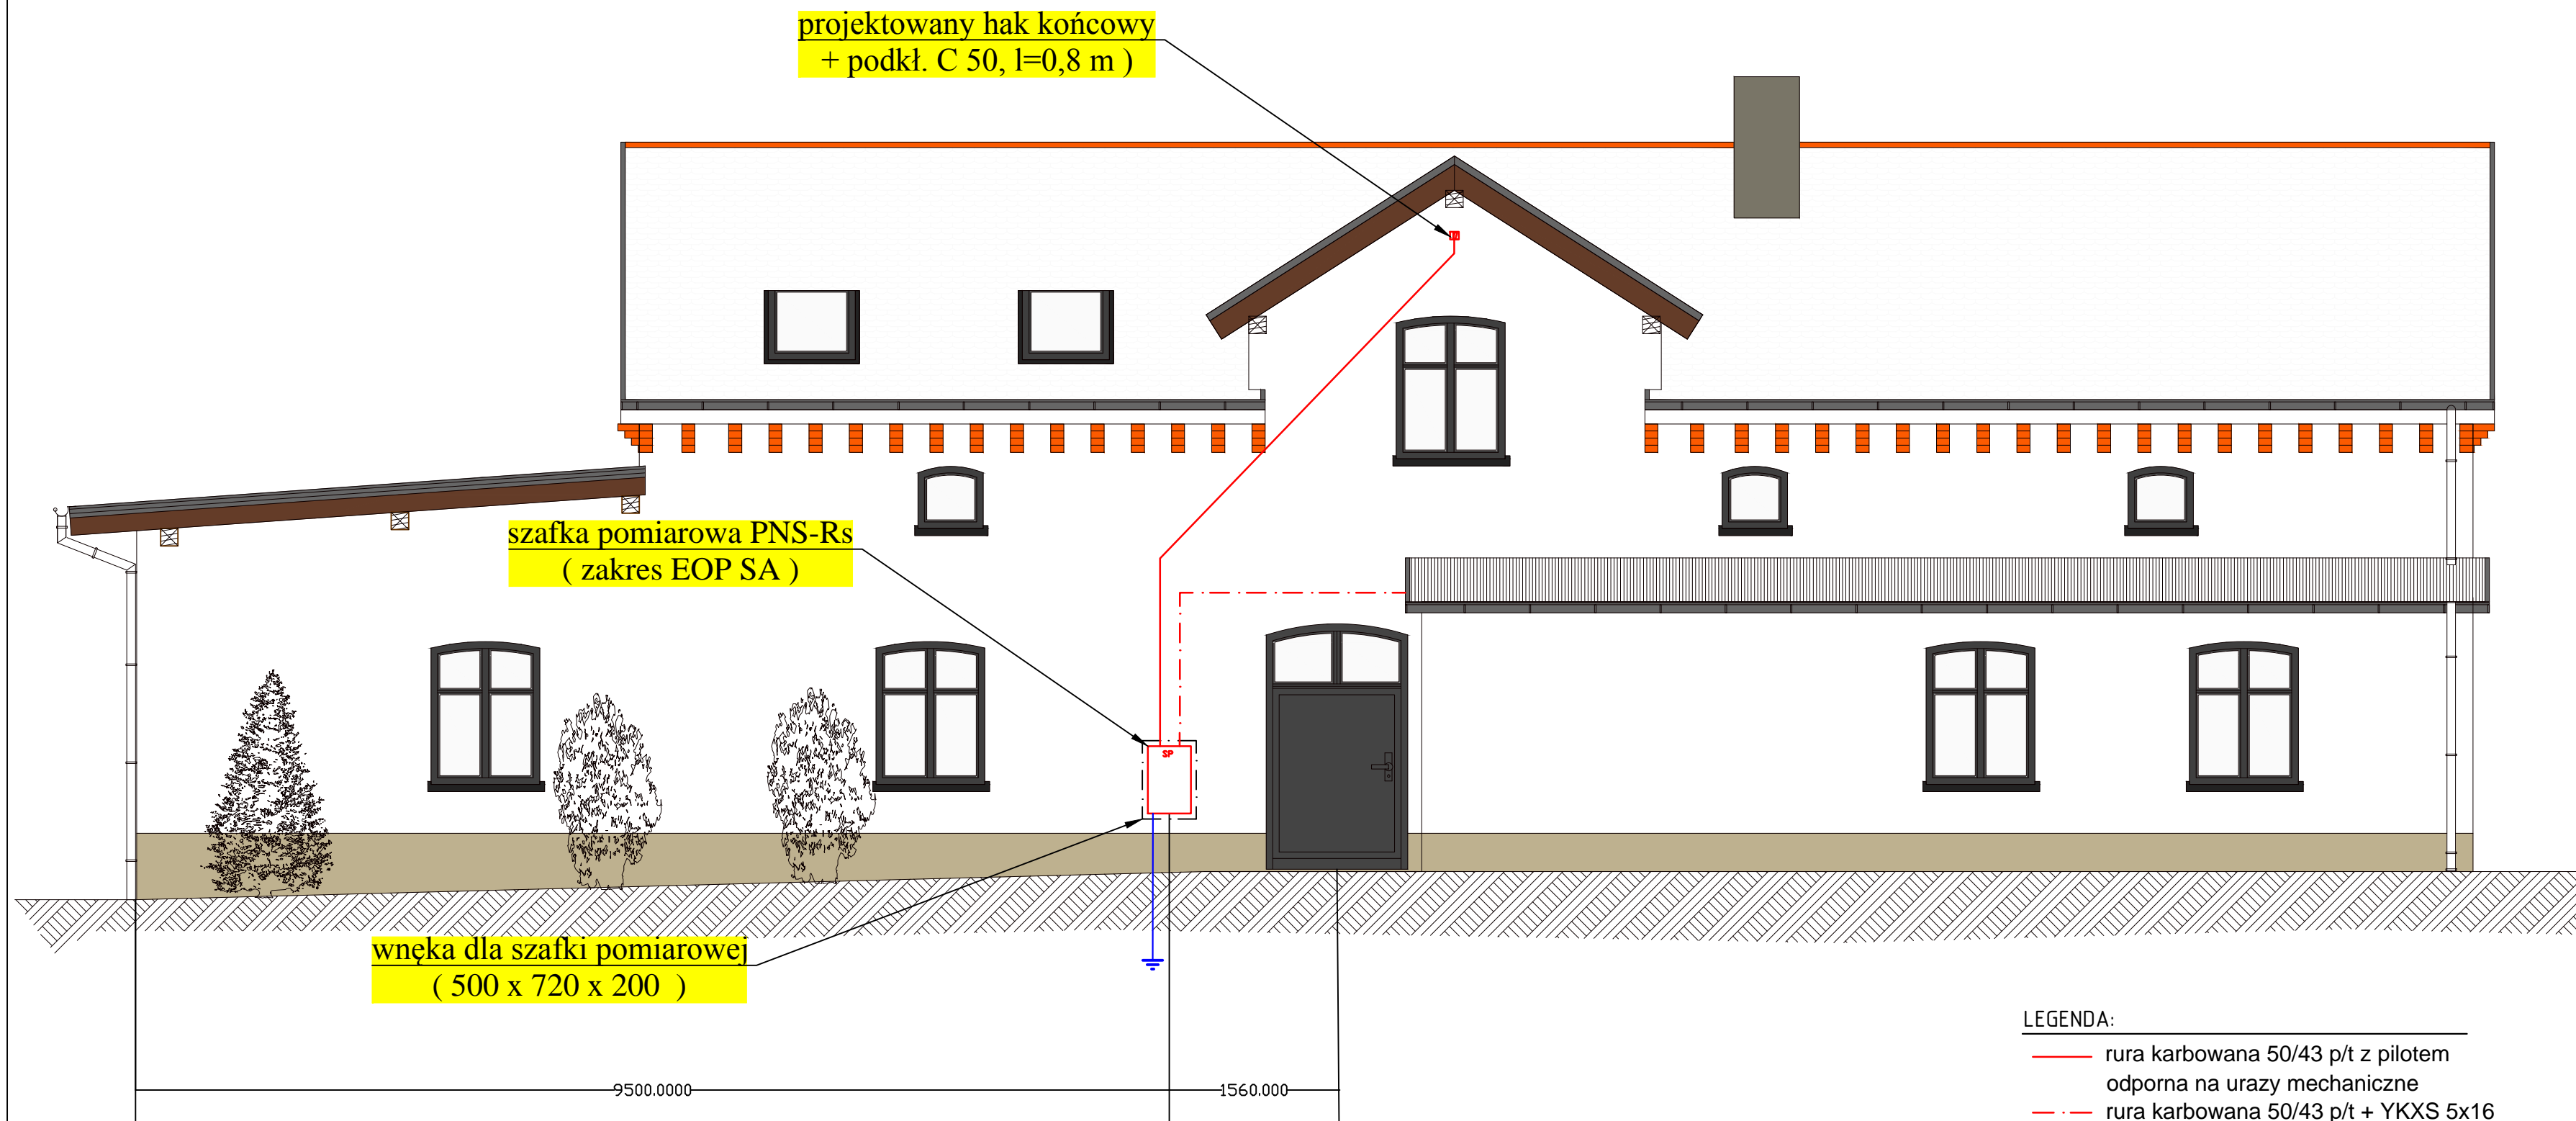 projektowany hak końcowy
+ podkł. C 50, l=0,8 m )
szafka pomiarowa PNS-Rs
( zakres EOP SA )
SP
wnęka dla szafki pomiarowej
( 500 x 720 x 200 )
9500.0000
1560.000
LEGENDA:
rura karbowana 50/43 p/t z pilotem
odporna na urazy mechaniczne
rura karbowana 50/43 p/t + YKXS 5x16